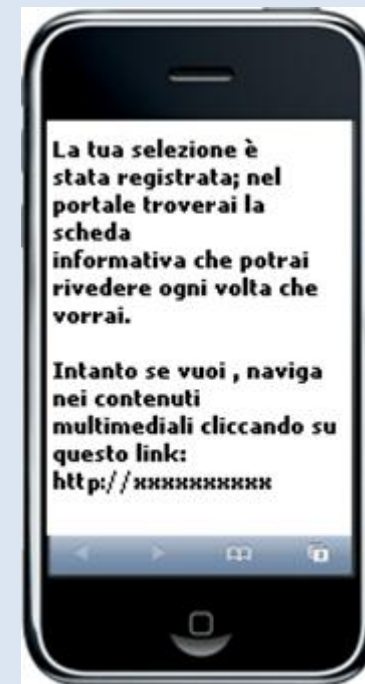 La tua selezione è
stata registrata; nel
portale troverai la
scheda
informativa che potrai
rivedere ogni volta che
vorrai.
Intanto se vuoi , naviga
nei contenuti
multimediali cliccando su
questo link:
http://xxxxxxxxxx